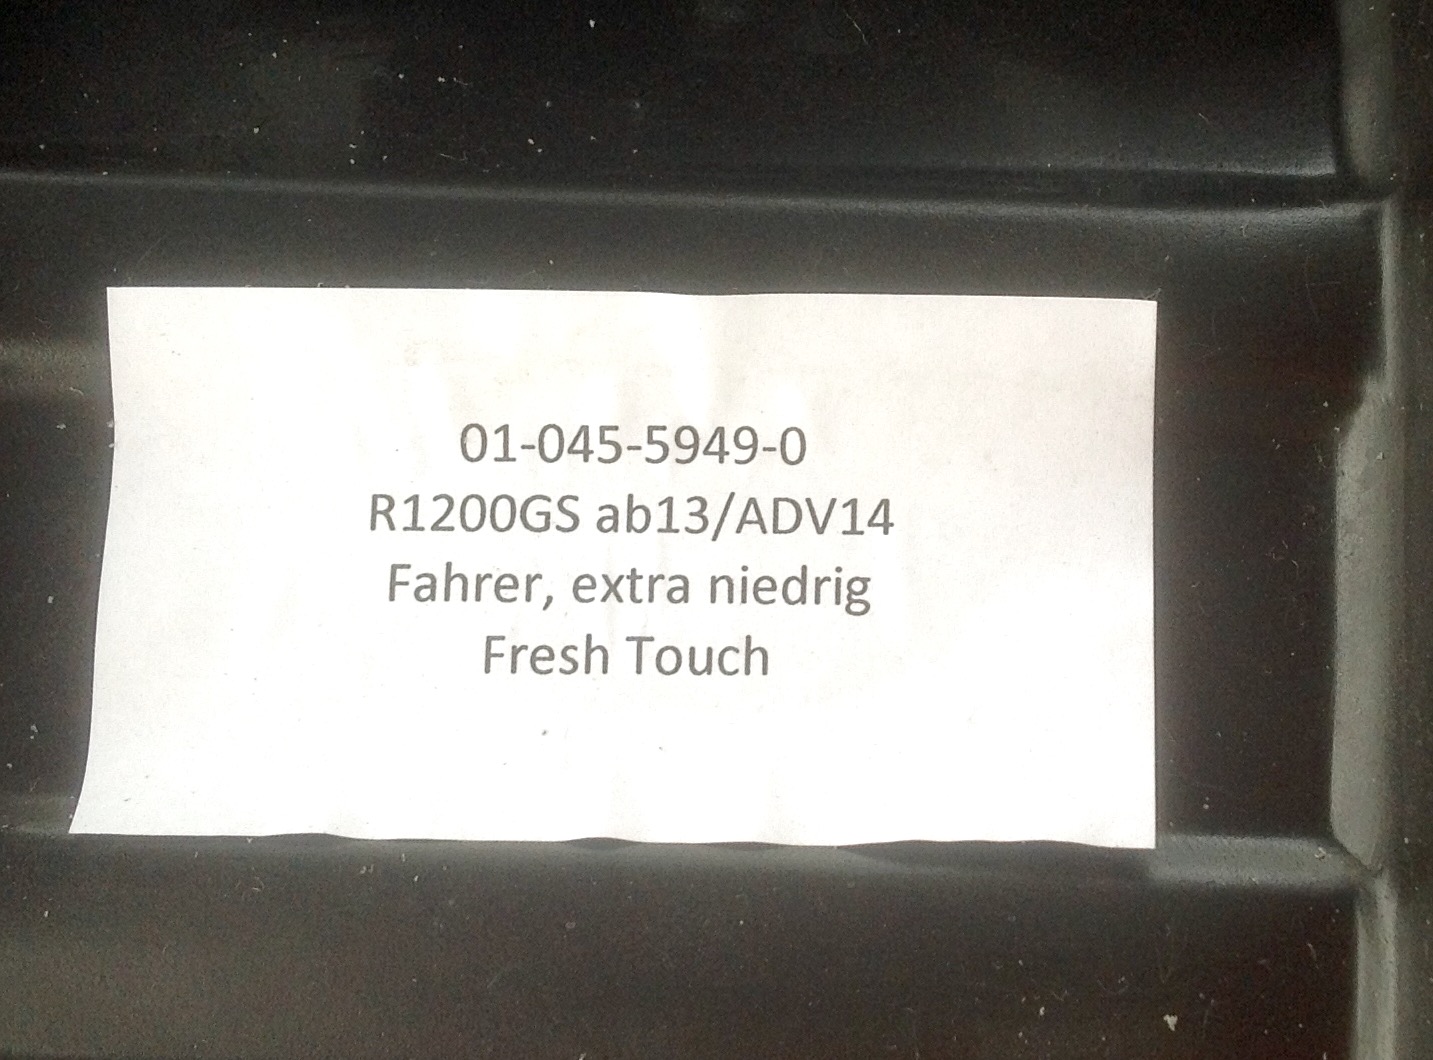 01-045-5949-0
R1200GS ab13/ADV14
Fahrer, extra niedrig
Fresh Touch